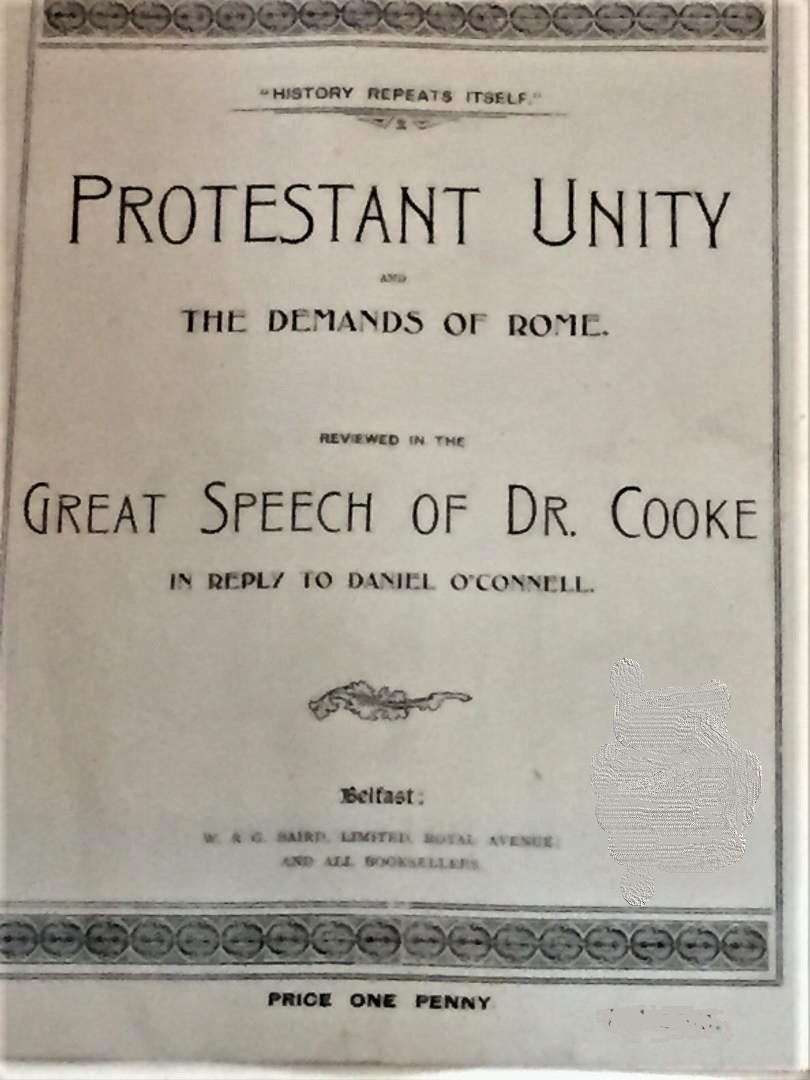 "HISTORY REPEATS ITSELF."
PROTESTANT UNITY
AND
THE DEMANDS OF ROME.
REVIEWED IN THE
GREAT SPEECH OF DR. COOKE
IN REPLY TO DANIEL O'CONNELL.
Belfast:
W. & G. BAIRD, LIMITED, ROYAL AVENUE,
AND ALL BOOKSELLERS.
PRICE ONE PENNY